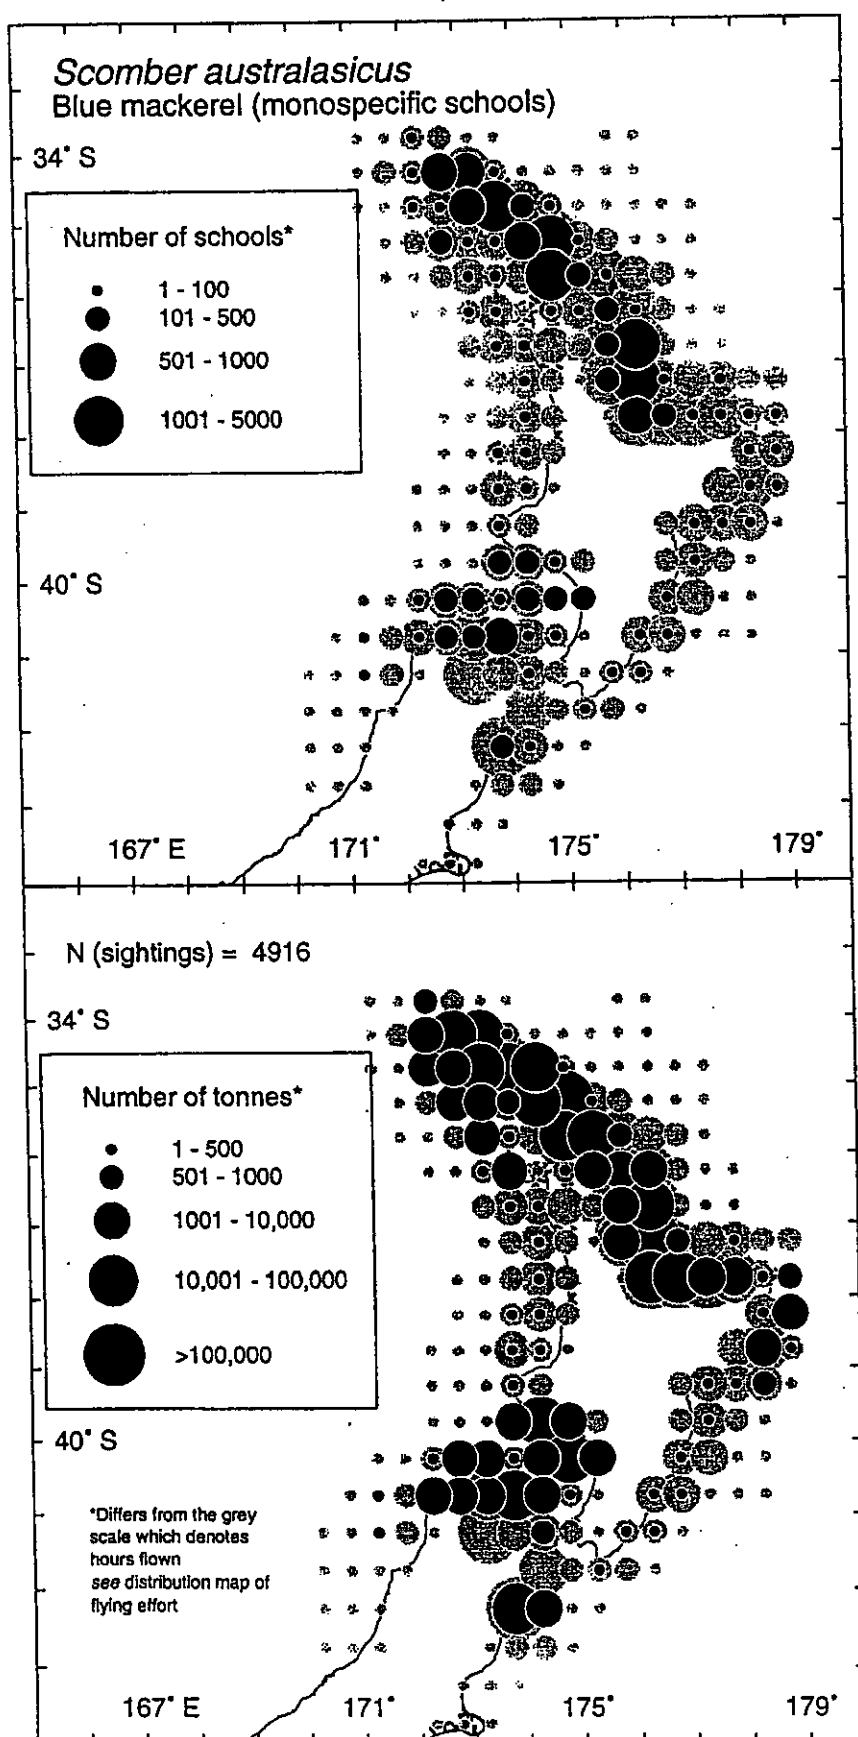 Scomber australasicus
Blue mackerel (monospecific schools)
34° S
Number of schools*
1 - 100
101 - 500
501 - 1000
1001 - 5000
40° S
167° E 171° 175° 179°
N (sightings) = 4916
34° S
Number of tonnes*
1 - 500
501 - 1000
1001 - 10,000
10,001 - 100,000
>100,000
40° S
*Differs from the grey
scale which denotes
hours flown
see distribution map of
flying effort
167° E 171° 175° 179°